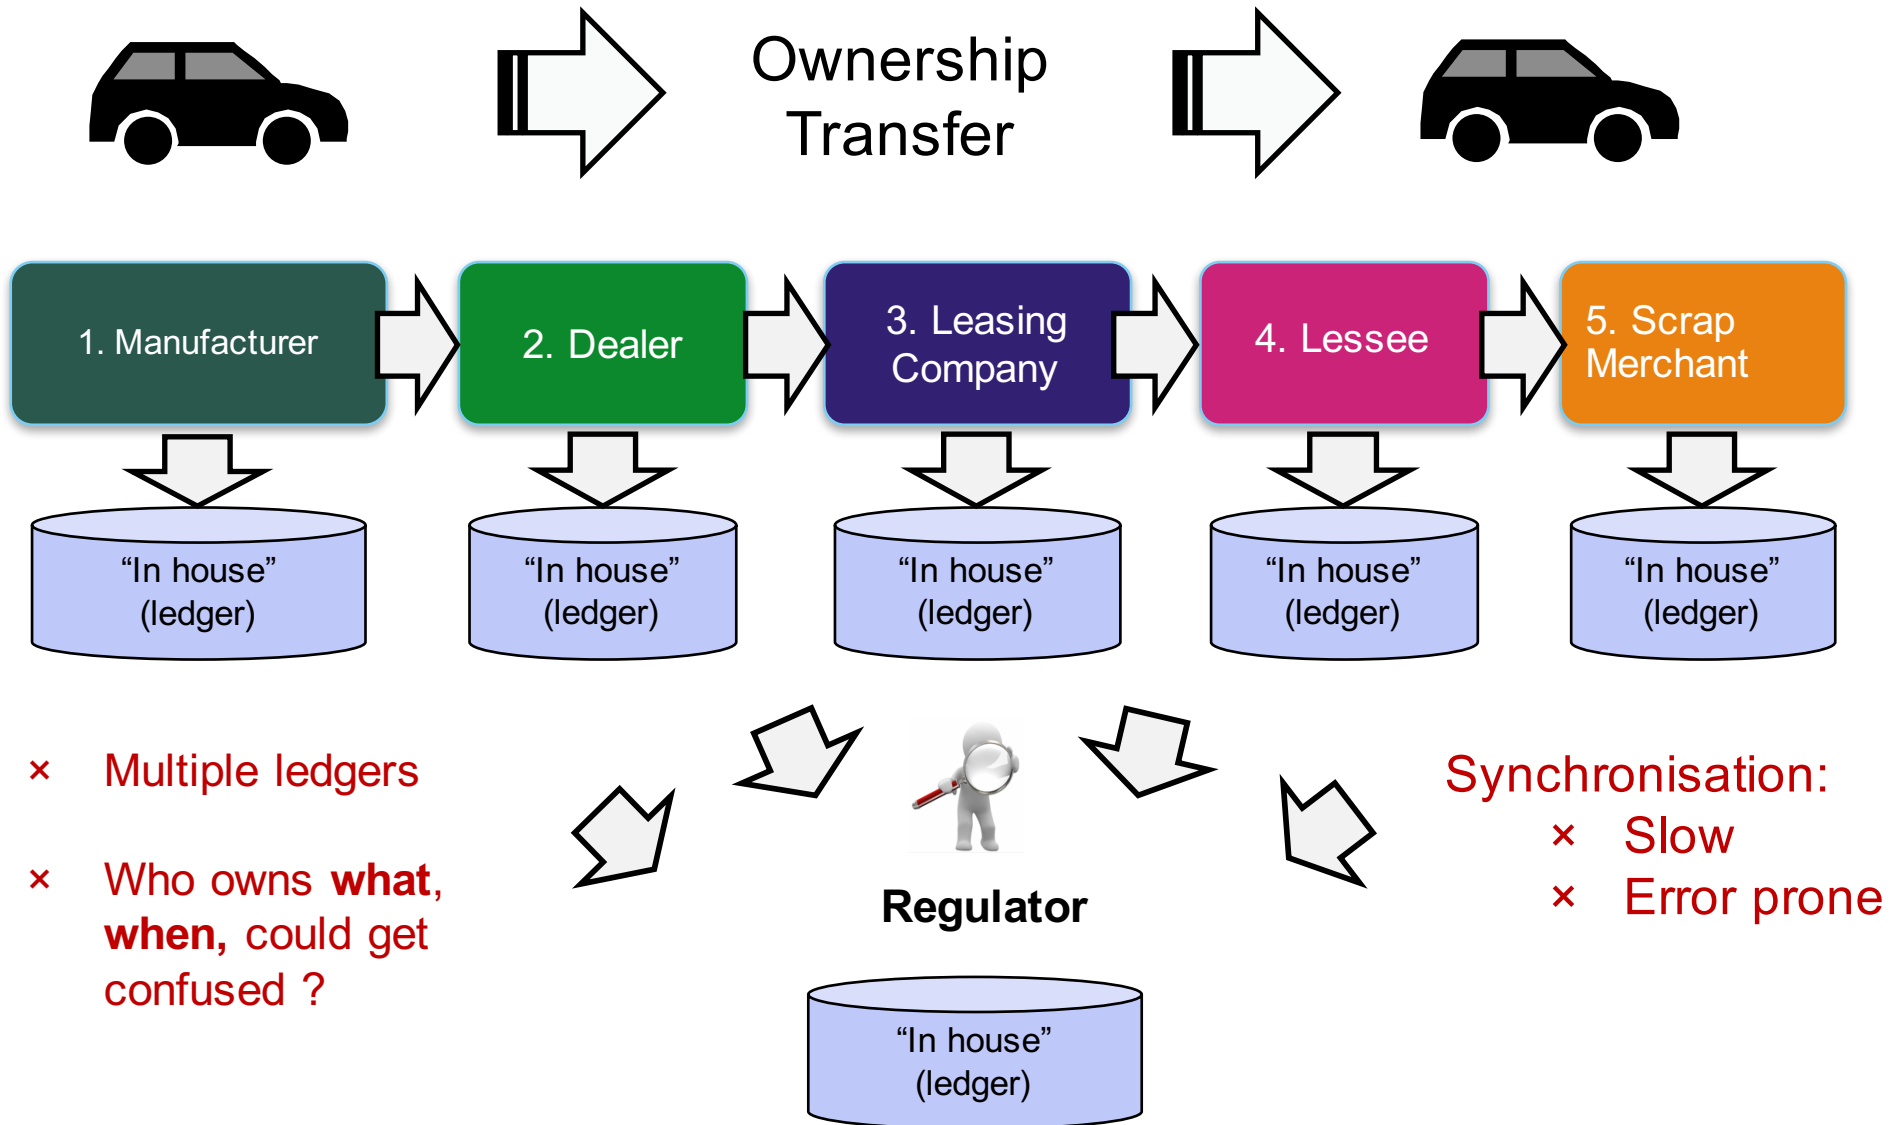 Ownership
Transfer
1. Manufacturer
2. Dealer
3. Leasing
Company
4. Lessee
5. Scrap
Merchant
“In house”
(ledger)
“In house”
(ledger)
“In house”
(ledger)
“In house”
(ledger)
“In house”
(ledger)
× Multiple ledgers
× Who owns what,
when, could get
confused ?
Regulator
“In house”
(ledger)
Synchronisation:
× Slow
× Error prone